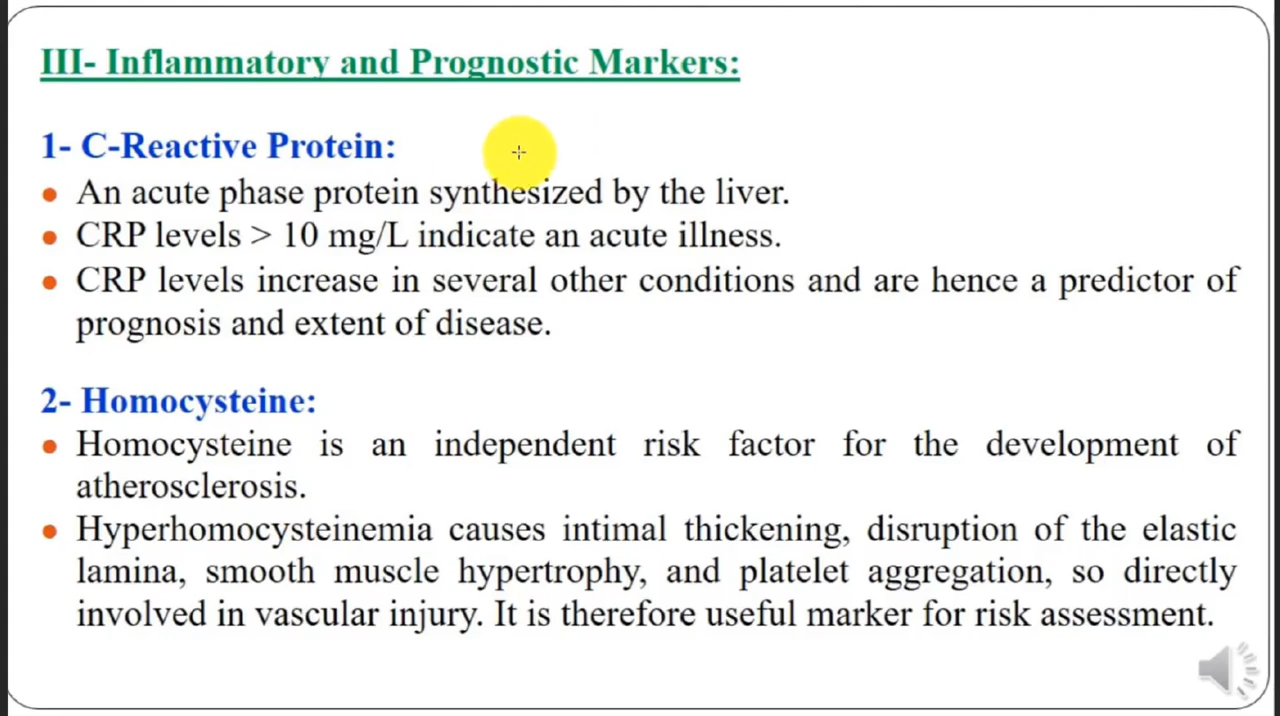 III- Inflammatory and Prognostic Markers:
1- C-Reactive Protein:
• An acute phase protein synthesized by the liver.
• CRP levels > 10 mg/L indicate an acute illness.
• CRP levels increase in several other conditions and are hence a predictor of
prognosis and extent of disease.
2- Homocysteine:
• Homocysteine is an independent risk factor for the development of
atherosclerosis.
• Hyperhomocysteinemia causes intimal thickening, disruption of the elastic
lamina, smooth muscle hypertrophy, and platelet aggregation, so directly
involved in vascular injury. It is therefore useful marker for risk assessment.